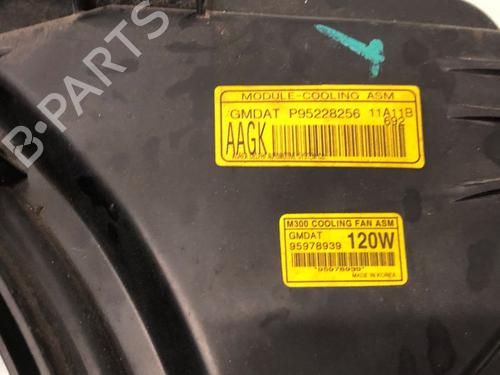 MODULE-COOLING ASM
GMDAT P95228256 11A11B
AAGK
692
M300 COOLING FAN ASM
GMDAT
95978939 120W
*95978939*
MADE IN KOREA
B-PARTS